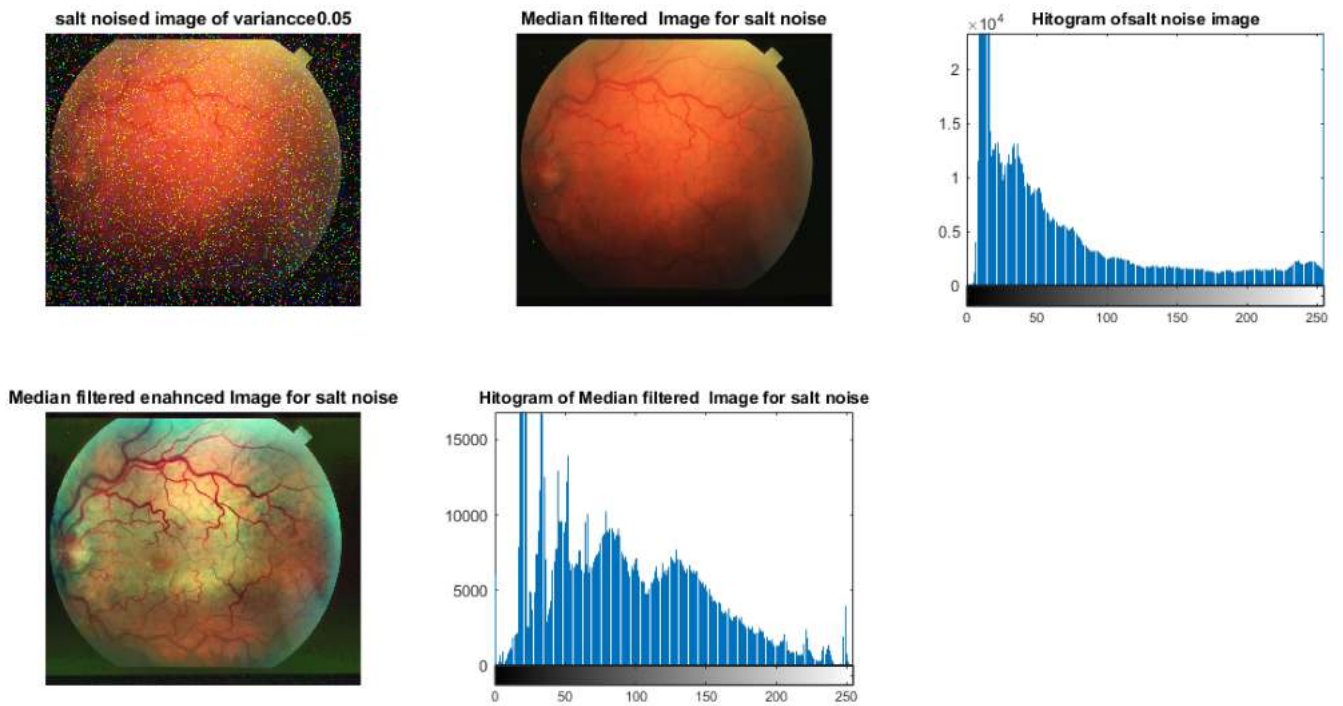 salt noised image of variancce0.05
Median filtered Image for salt noise
Hitogram ofsalt noise image
×10^4
2
1.5
1
0.5
0
0 50 100 150 200 250
Median filtered enahnced Image for salt noise
Hitogram of Median filtered Image for salt noise
15000
10000
5000
0
0 50 100 150 200 250